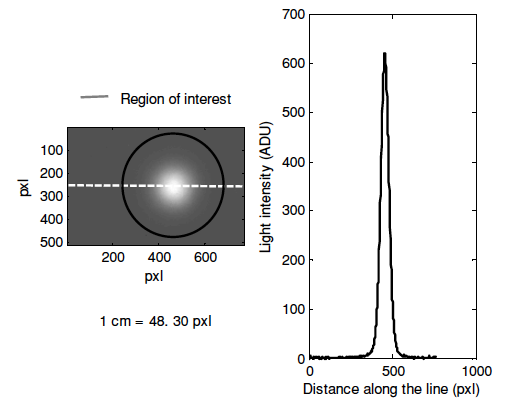 Region of interest
pxl
100
200
300
400
500
200 400 600
pxl
1 cm = 48. 30 pxl
Light intensity (ADU)
700
600
500
400
300
200
100
0
0 500 1000
Distance along the line (pxl)